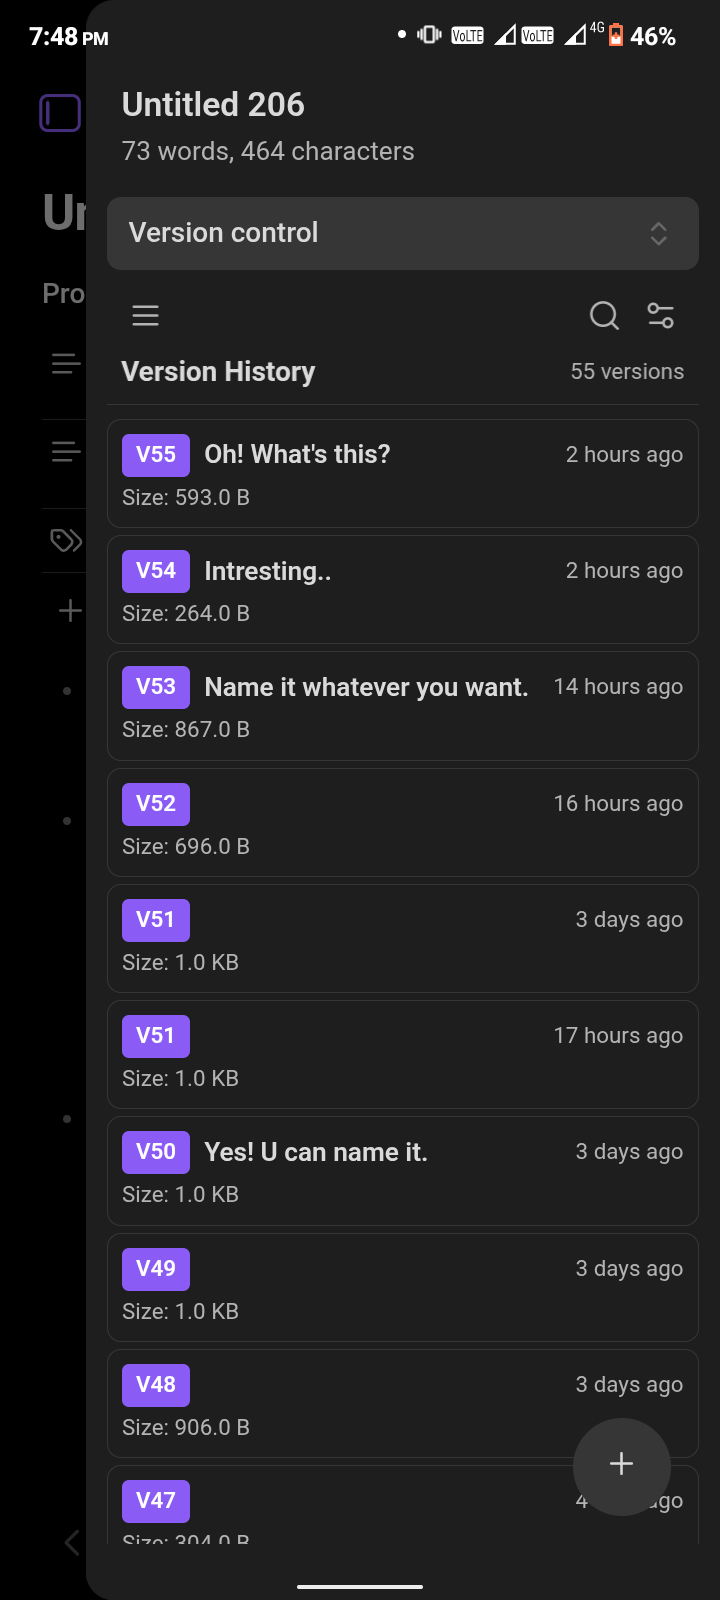 7:48 PM
VoLTE VoLTE 4G 46%
Untitled 206
73 words, 464 characters
Ur
Version control
Pro
Version History 55 versions
V55 Oh! What's this? 2 hours ago
Size: 593.0 B
V54 Intresting.. 2 hours ago
Size: 264.0 B
V53 Name it whatever you want. 14 hours ago
Size: 867.0 B
V52 16 hours ago
Size: 696.0 B
V51 3 days ago
Size: 1.0 KB
V51 17 hours ago
Size: 1.0 KB
V50 Yes! U can name it. 3 days ago
Size: 1.0 KB
V49 3 days ago
Size: 1.0 KB
V48 3 days ago
Size: 906.0 B
V47 4 ago
Size: 304.0 B